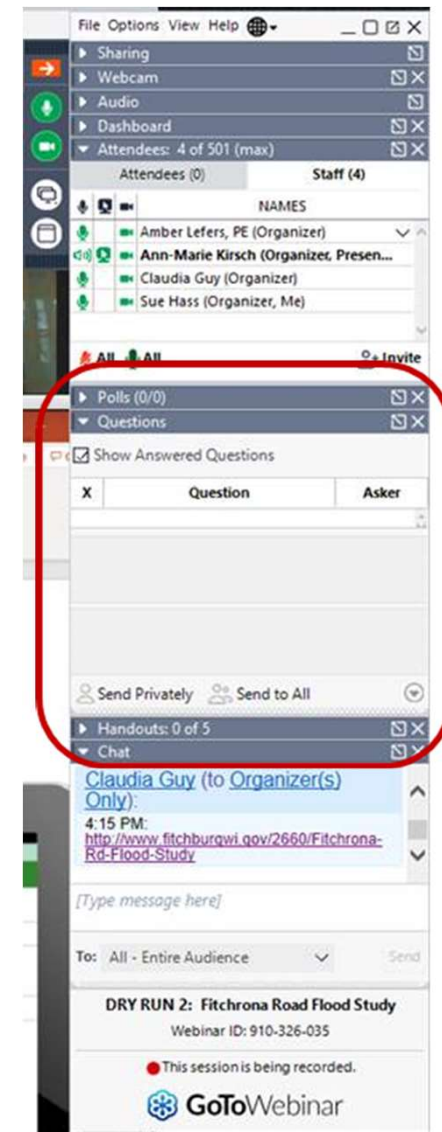 File Options View Help
Sharing
Webcam
Audio
Dashboard
Attendees: 4 of 501 (max)
Attendees (0) Staff (4)
NAMES
Amber Lefers, PE (Organizer)
Ann-Marie Kirsch (Organizer, Presen...
Claudia Guy (Organizer)
Sue Hass (Organizer, Me)
All All Invite
Polls (0/0)
Questions
Show Answered Questions
X Question Asker
Send Privately Send to All
Handouts: 0 of 5
Chat
Claudia Guy (to Organizer(s)
Only):
4:15 PM:
http://www.fitchburgwi.gov/2660/Fitchrona-
Rd-Flood-Study
[Type message here]
To: All - Entire Audience Send
DRY RUN 2: Fitchrona Road Flood Study
Webinar ID: 910-326-035
This session is being recorded.
GoToWebinar